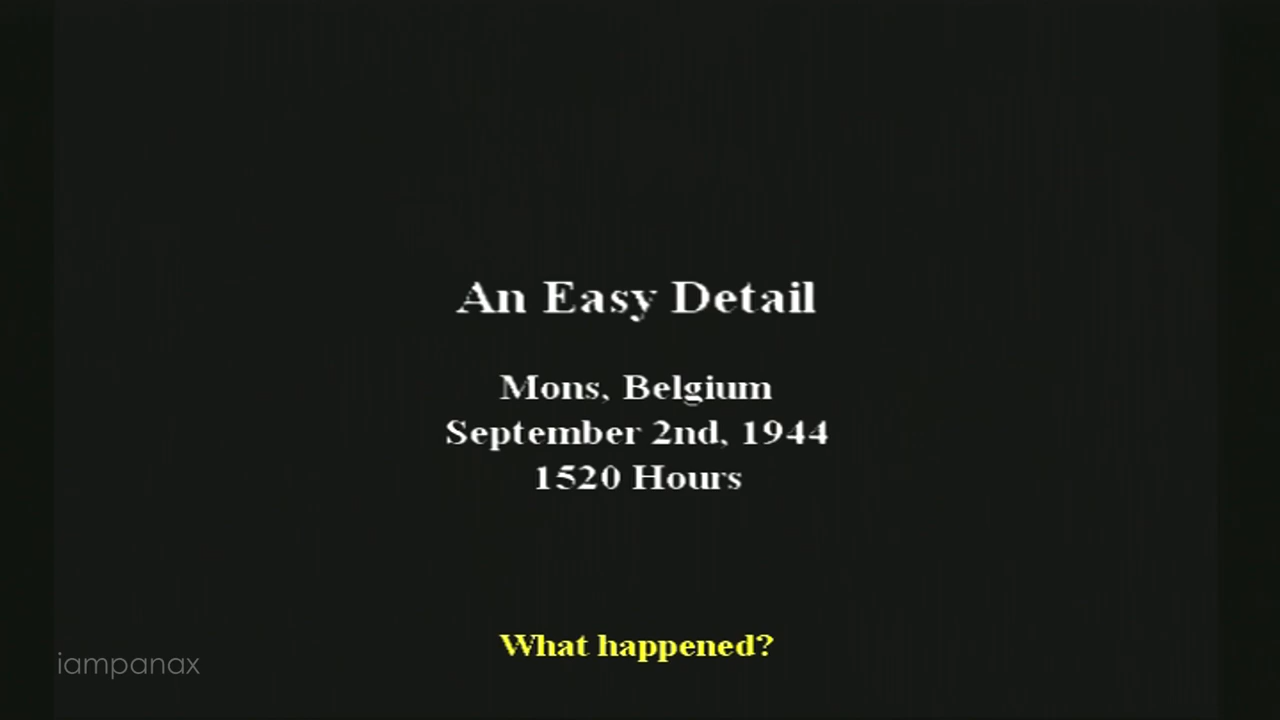 An Easy Detail
Mons, Belgium
September 2nd, 1944
1520 Hours
What happened?
iampanax